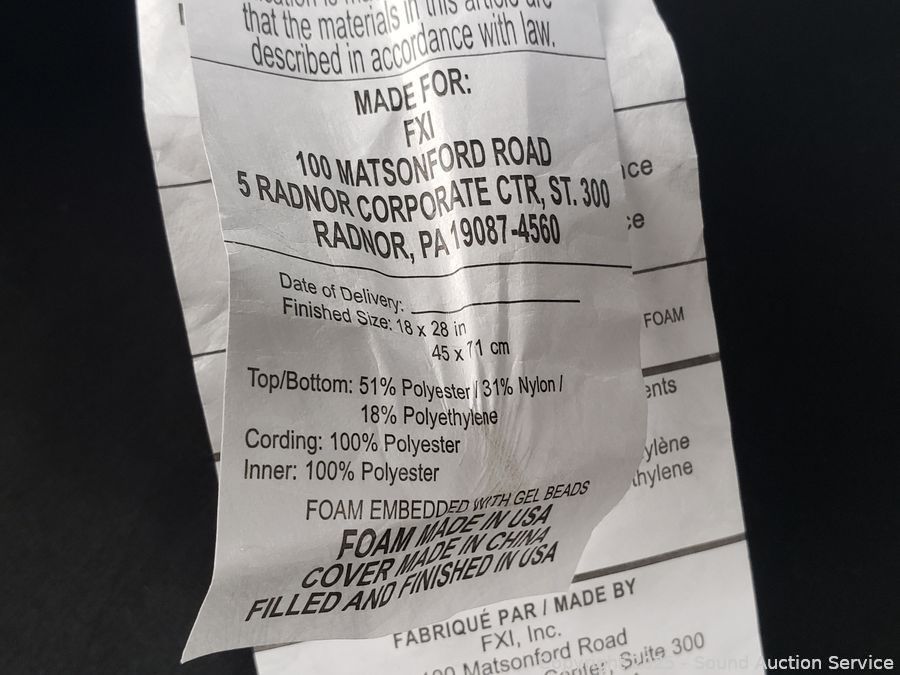 that the materials in this article are
described in accordance with law.
MADE FOR:
FXI
100 MATSONFORD ROAD
5 RADNOR CORPORATE CTR, ST. 300
RADNOR, PA 19087-4560
Date of Delivery:
Finished Size: 18 x 28 in
45 x 71 cm
Top/Bottom: 51% Polyester / 31% Nylon /
18% Polyethylene
Cording: 100% Polyester
Inner: 100% Polyester
FOAM EMBEDDED WITH GEL BEADS
FOAM MADE IN USA
COVER MADE IN CHINA
FILLED AND FINISHED IN USA
FOAM
FABRIQUÉ PAR / MADE BY
FXI, Inc.
Matsonford Road
Suite 300
- Sound Auction Service